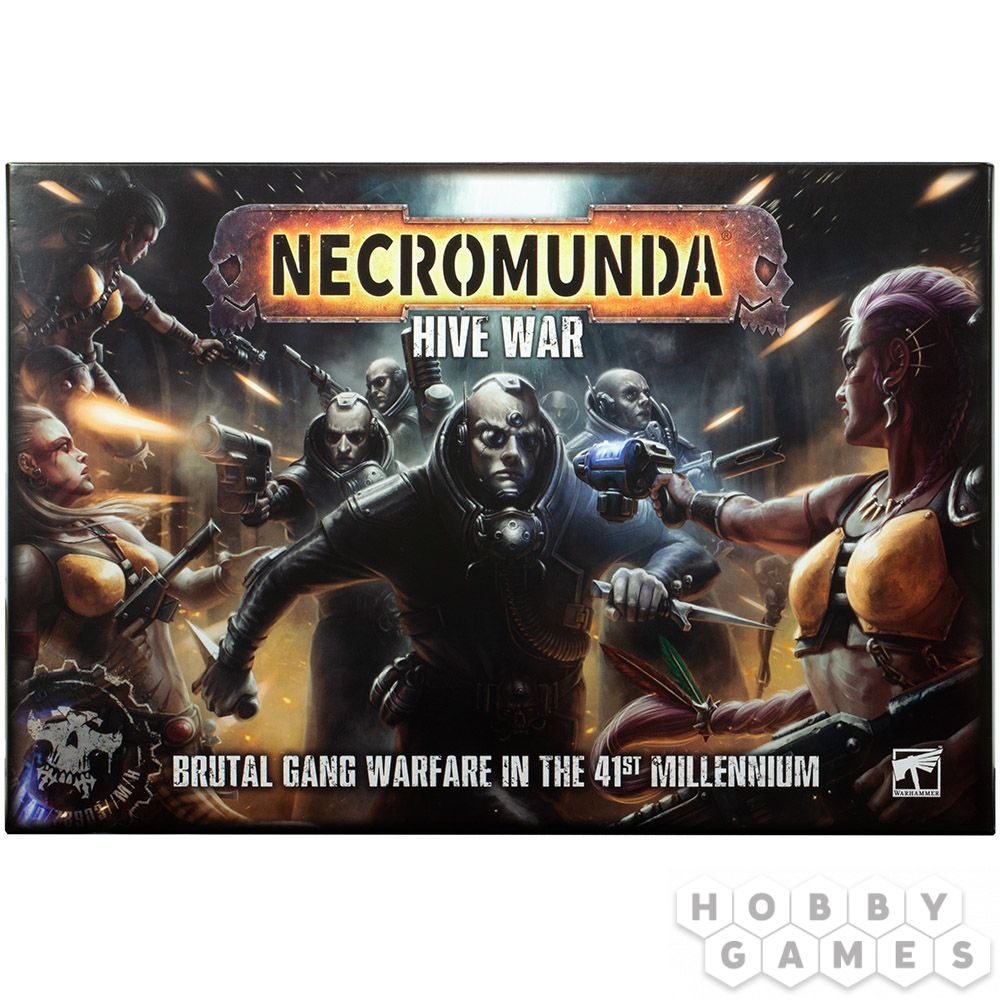 NECROMUNDA®
HIVE WAR
BRUTAL GANG WARFARE IN THE 41ST MILLENNIUM
WARHAMMER
HOBBY
GAMES